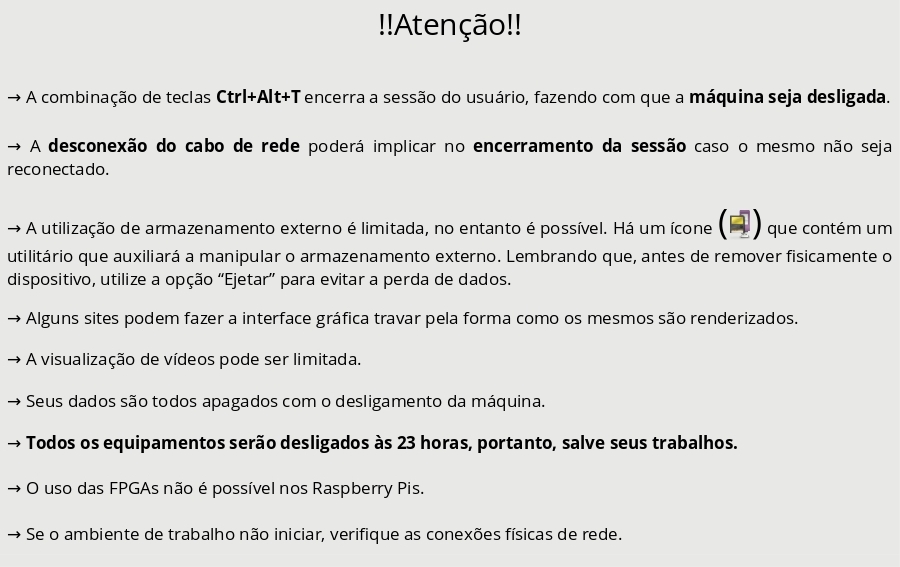 !!Atenção!!
→ A combinação de teclas Ctrl+Alt+T encerra a sessão do usuário, fazendo com que a máquina seja desligada.
→ A desconexão do cabo de rede poderá implicar no encerramento da sessão caso o mesmo não seja
reconectado.
→ A utilização de armazenamento externo é limitada, no entanto é possível. Há um ícone ( ) que contém um
utilitário que auxiliará a manipular o armazenamento externo. Lembrando que, antes de remover fisicamente o
dispositivo, utilize a opção “Ejetar” para evitar a perda de dados.
→ Alguns sites podem fazer a interface gráfica travar pela forma como os mesmos são renderizados.
→ A visualização de vídeos pode ser limitada.
→ Seus dados são todos apagados com o desligamento da máquina.
→ Todos os equipamentos serão desligados às 23 horas, portanto, salve seus trabalhos.
→ O uso das FPGAs não é possível nos Raspberry Pis.
→ Se o ambiente de trabalho não iniciar, verifique as conexões físicas de rede.